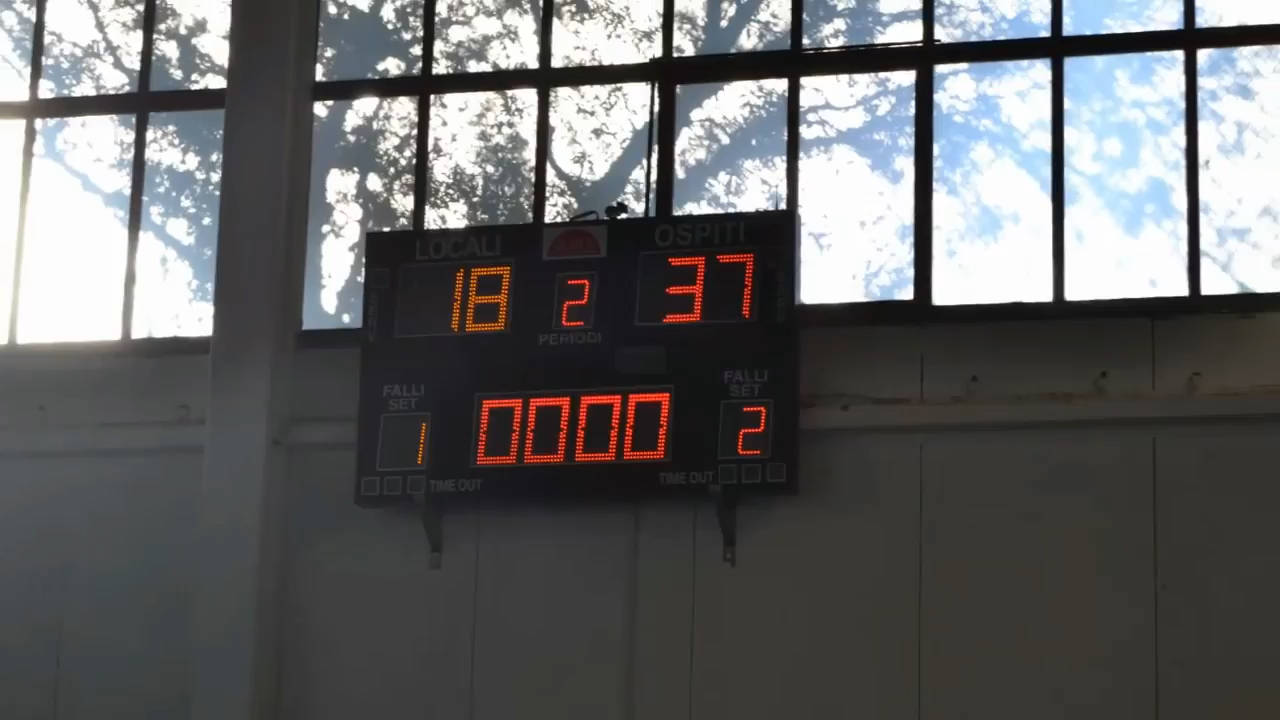 LOCALI OSPITI
18 2 37
PERIODI
FALLI SET FALLI SET
1 0000 2
TIME OUT TIME OUT